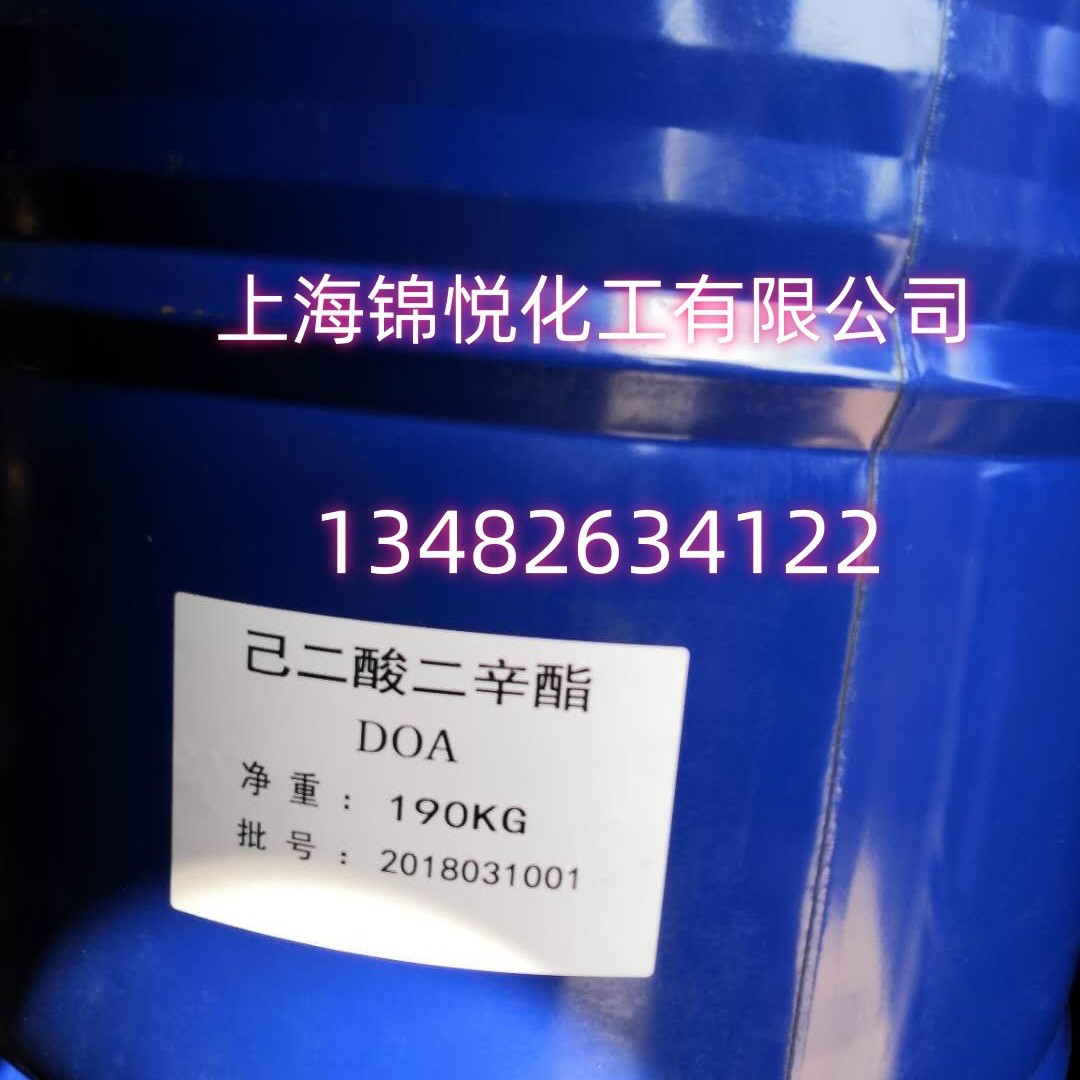 上海锦悦化工有限公司
13482634122
己二酸二辛酯
DOA
净重：190KG
批号：2018031001